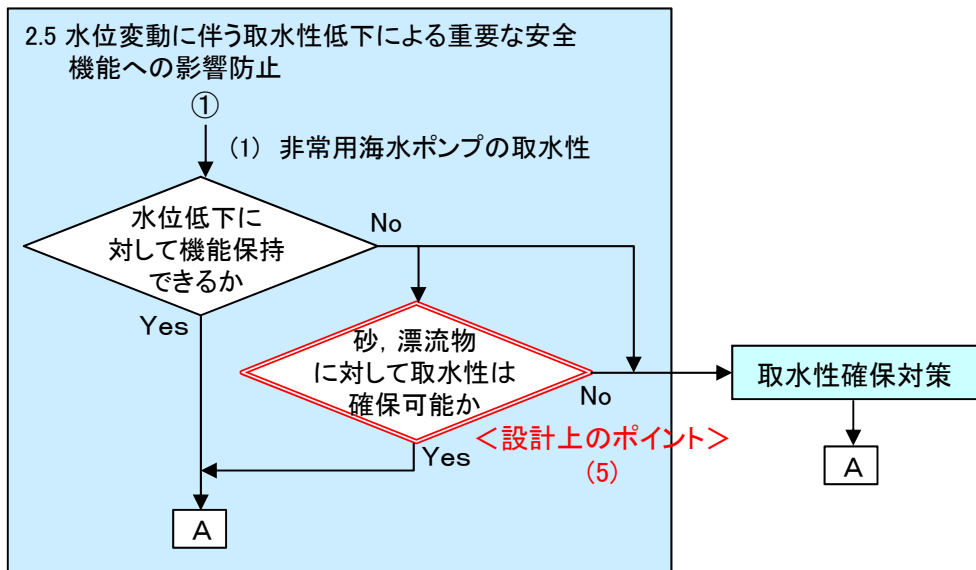 2.5 水位変動に伴う取水性低下による重要な安全
機能への影響防止
①
(1) 非常用海水ポンプの取水性
水位低下に
対して機能保持
できるか
No
Yes
砂，漂流物
に対して取水性は
確保可能か
No
Yes
＜設計上のポイント＞
(5)
取水性確保対策
A
A